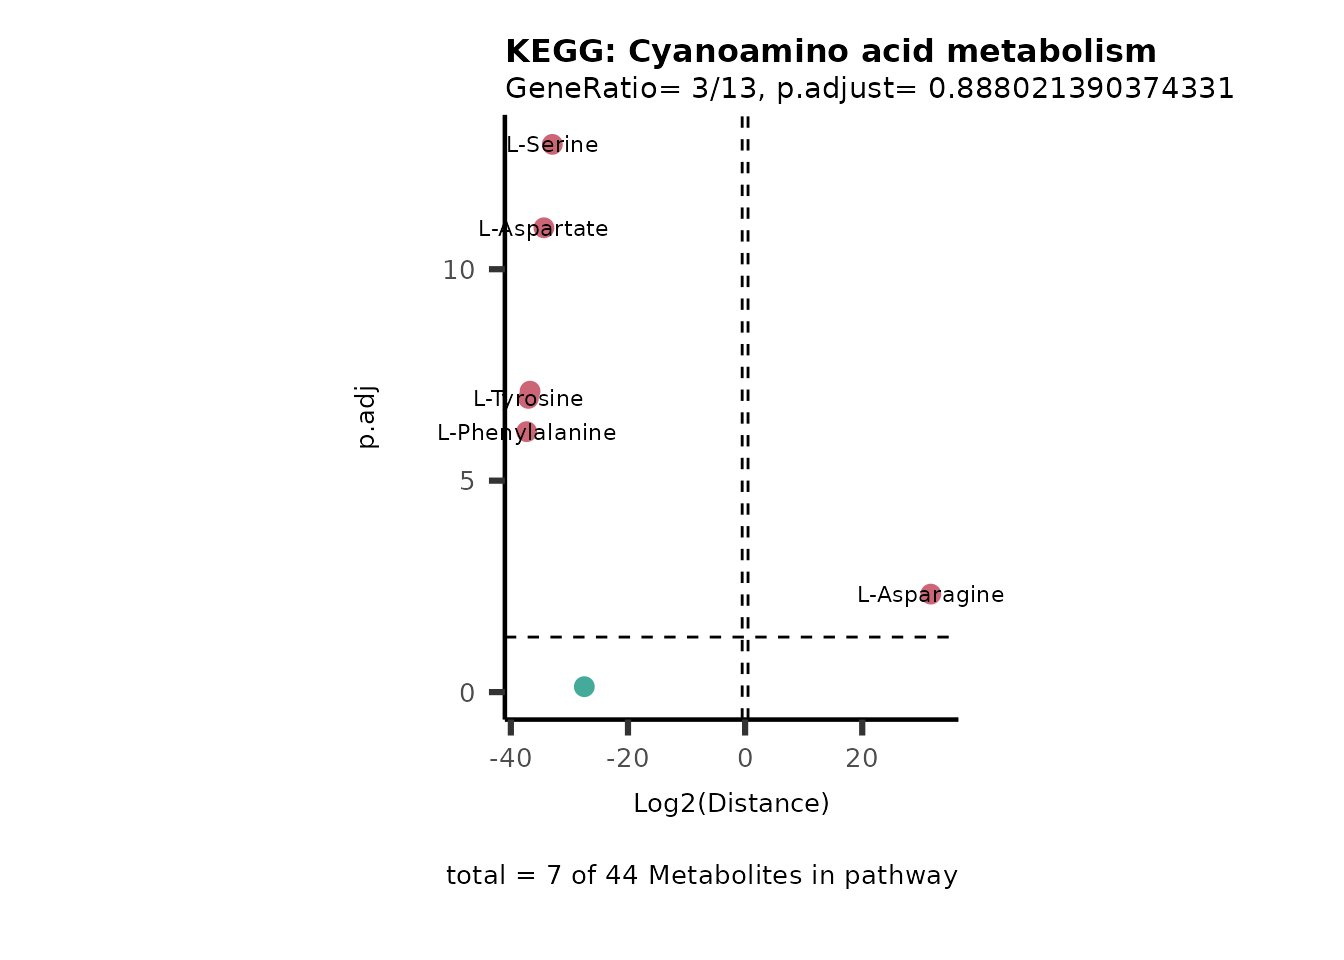 KEGG: Cyanoamino acid metabolism
GeneRatio= 3/13, p.adjust= 0.888021390374331
L-Serine
L-Aspartate
10
L-Tyrosine
p.adj
L-Phenylalanine
5
L-Asparagine
0
-40 -20 0 20
Log2(Distance)
total = 7 of 44 Metabolites in pathway